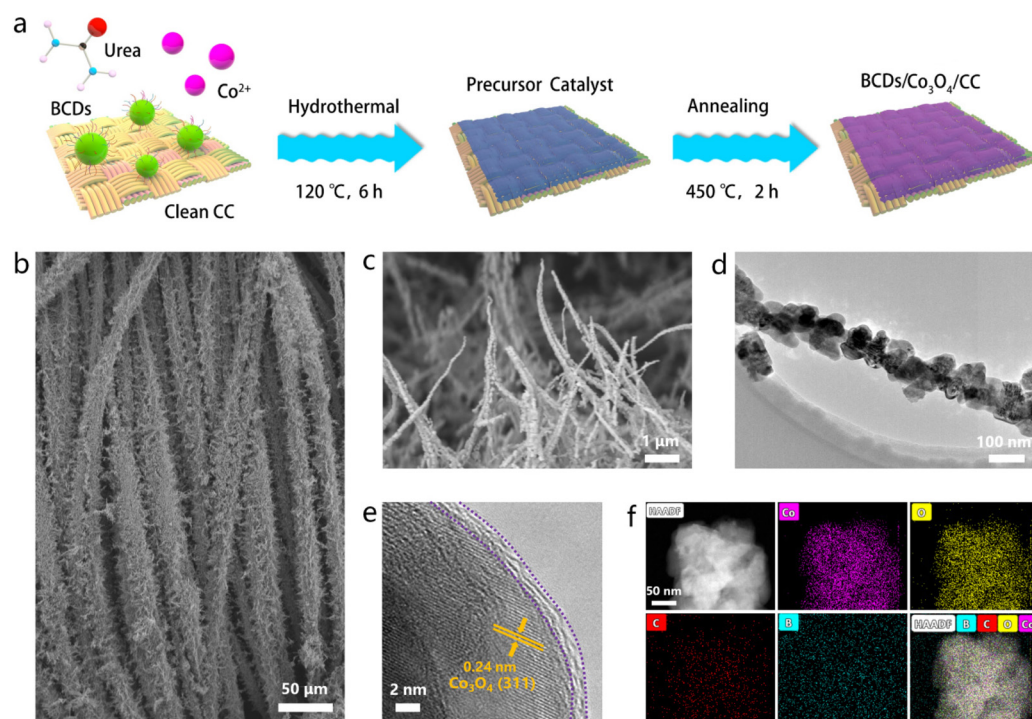 a
Urea
Co²⁺
BCDs
Clean CC
Hydrothermal
120 ℃, 6 h
Precursor Catalyst
Annealing
450 ℃, 2 h
BCDs/Co₃O₄/CC
b
50 μm
c
1 μm
d
100 nm
e
0.24 nm
Co₃O₄ (311)
2 nm
f
HAADF
50 nm
Co
O
C
B
HAADF B C O Co